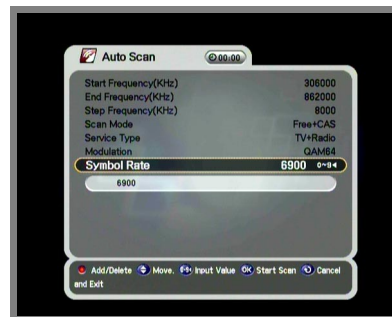 Auto Scan 00:00
Start Frequency(KHz) 306000
End Frequency(KHz) 862000
Step Frequency(KHz) 8000
Scan Mode Free+CAS
Service Type TV+Radio
Modulation QAM64
Symbol Rate 6900 0~9
6900
Add/Delete Move. Input Value OK Start Scan Cancel
and Exit